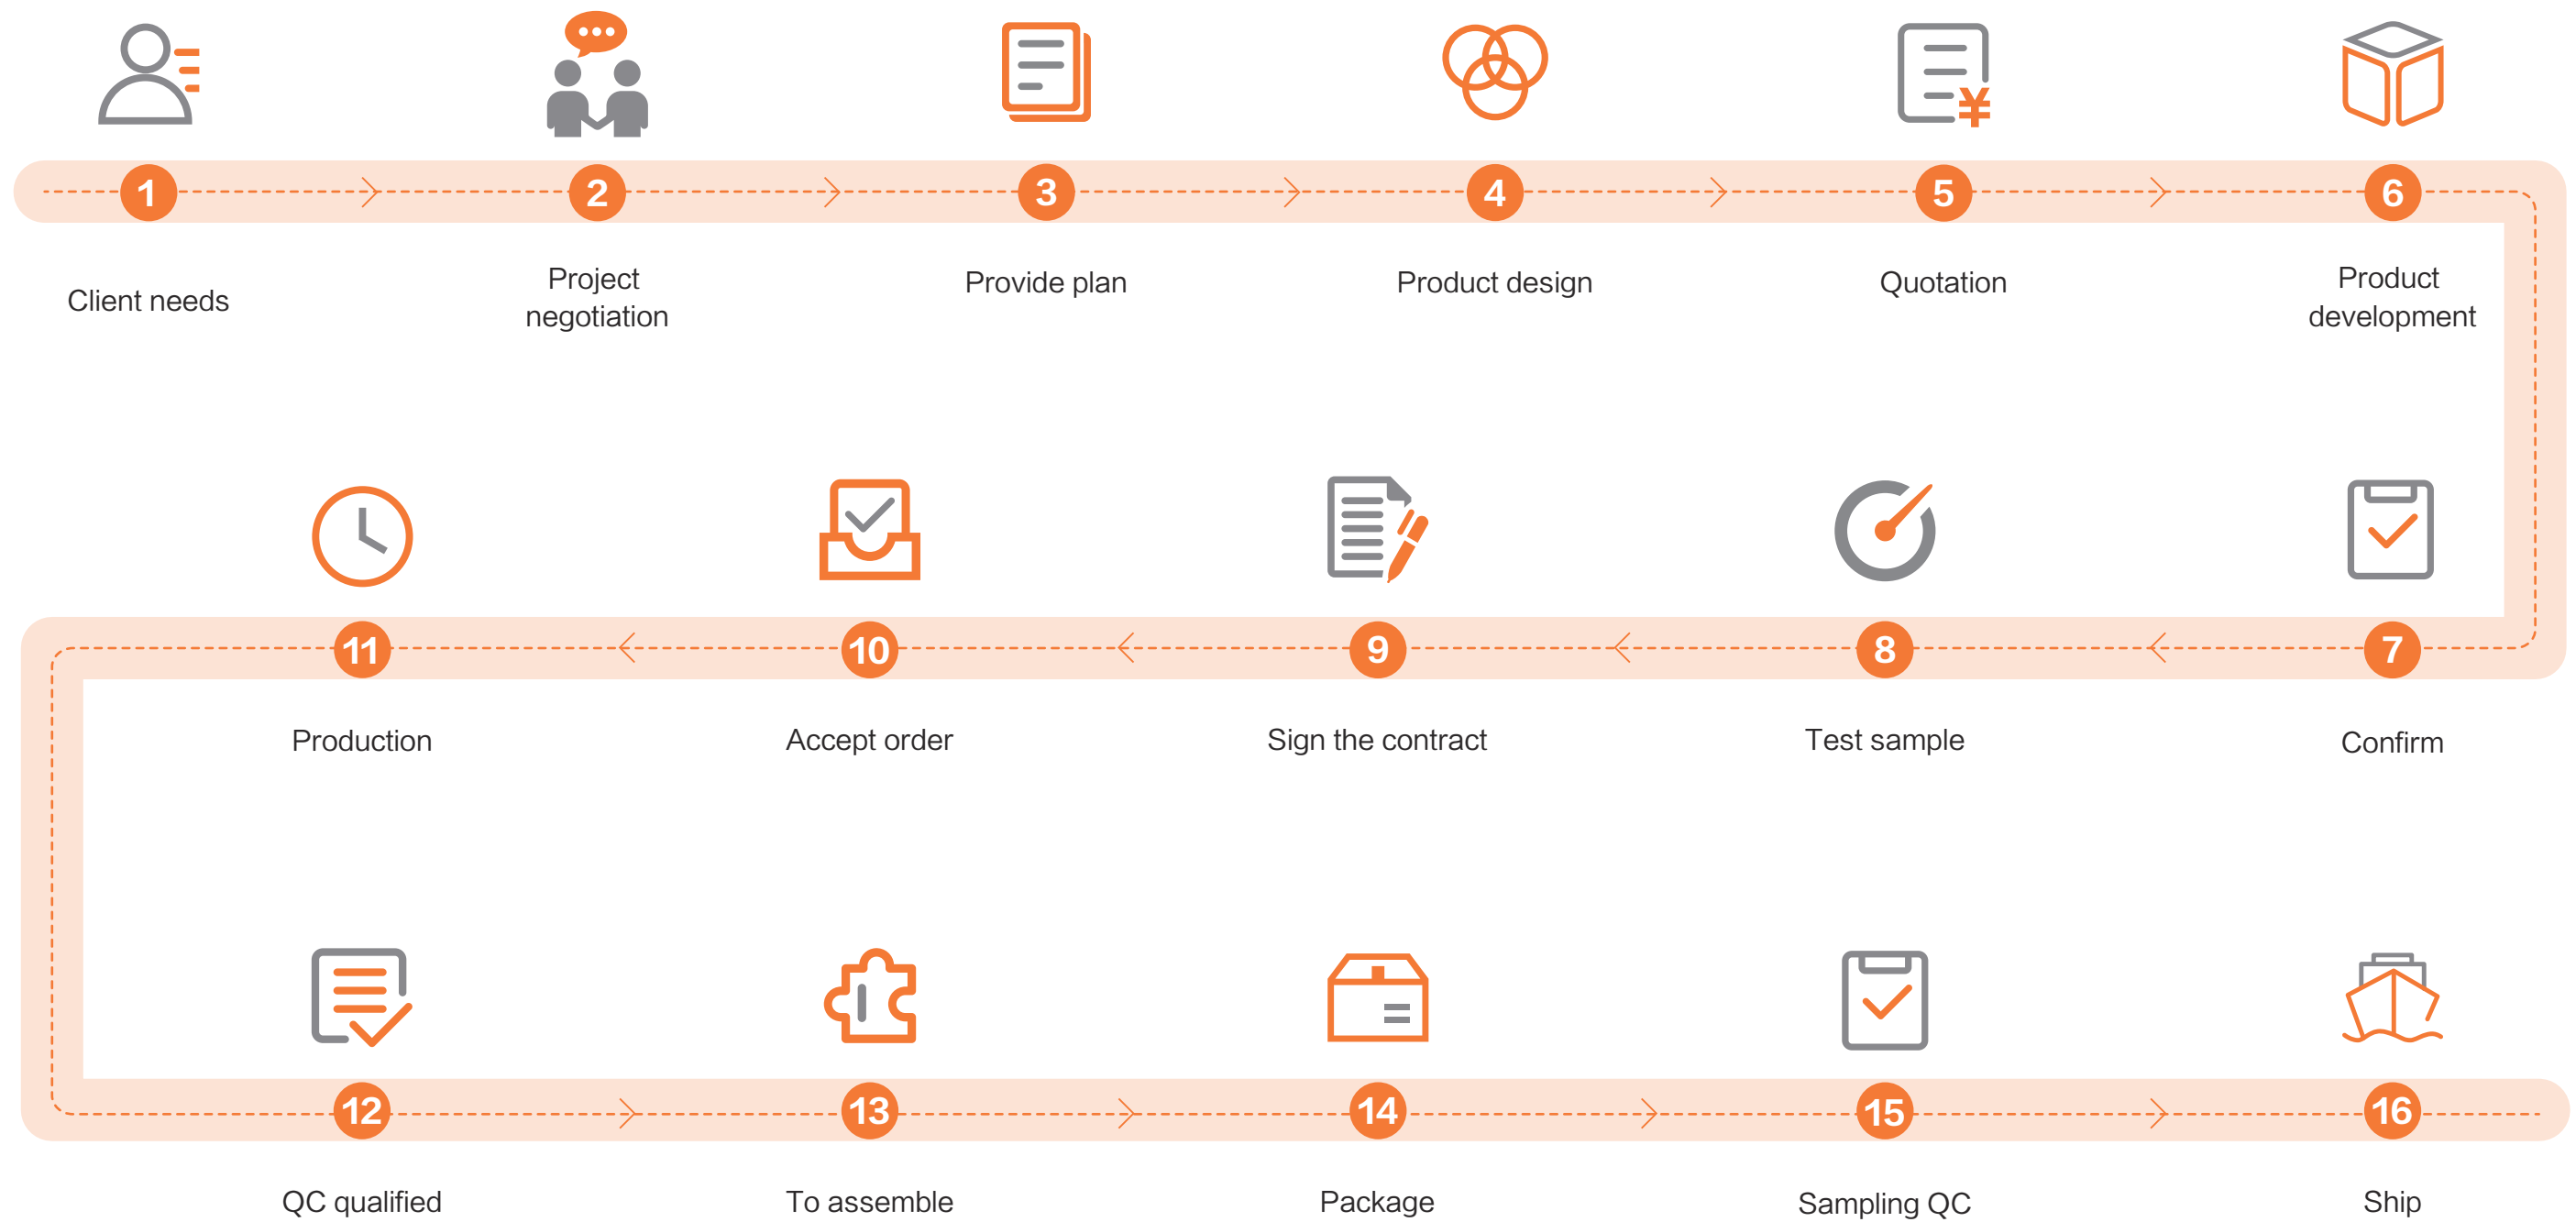 ¥
1
2
3
4
5
6
Client needs
Project
negotiation
Provide plan
Product design
Quotation
Product
development
11
10
9
8
7
Production
Accept order
Sign the contract
Test sample
Confirm
12
13
14
15
16
QC qualified
To assemble
Package
Sampling QC
Ship